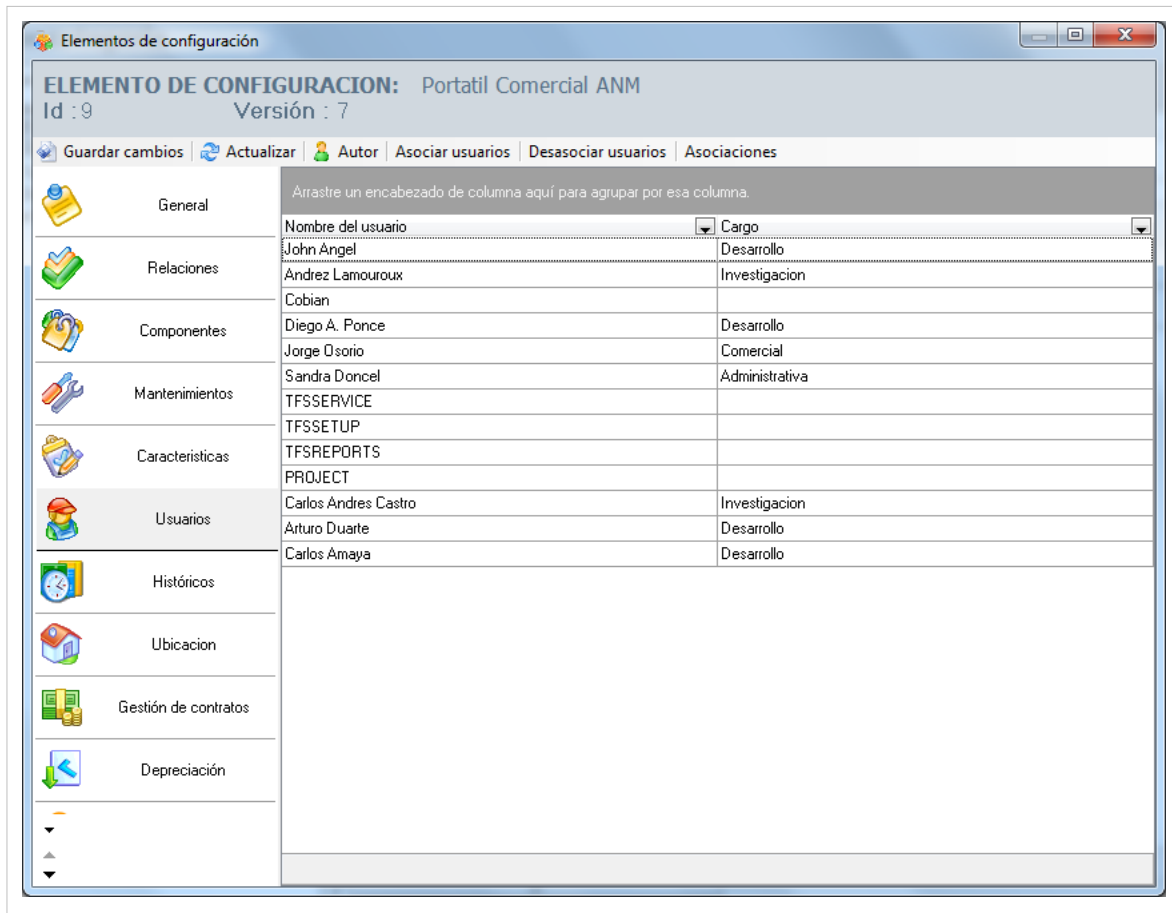 Elementos de configuración
ELEMENTO DE CONFIGURACION: Portatil Comercial ANM
Id : 9 Versión : 7
Guardar cambios Actualizar Autor Asociar usuarios Desasociar usuarios Asociaciones
General
Relaciones
Componentes
Mantenimientos
Caracteristicas
Usuarios
Históricos
Ubicacion
Gestión de contratos
Depreciación
Arrastre un encabezado de columna aquí para agrupar por esa columna.
Nombre del usuario Cargo
John Angel Desarrollo
Andrez Lamouroux Investigacion
Cobian
Diego A. Ponce Desarrollo
Jorge Osorio Comercial
Sandra Doncel Administrativa
TFSSERVICE
TFSSETUP
TFSREPORTS
PROJECT
Carlos Andres Castro Investigacion
Arturo Duarte Desarrollo
Carlos Amaya Desarrollo